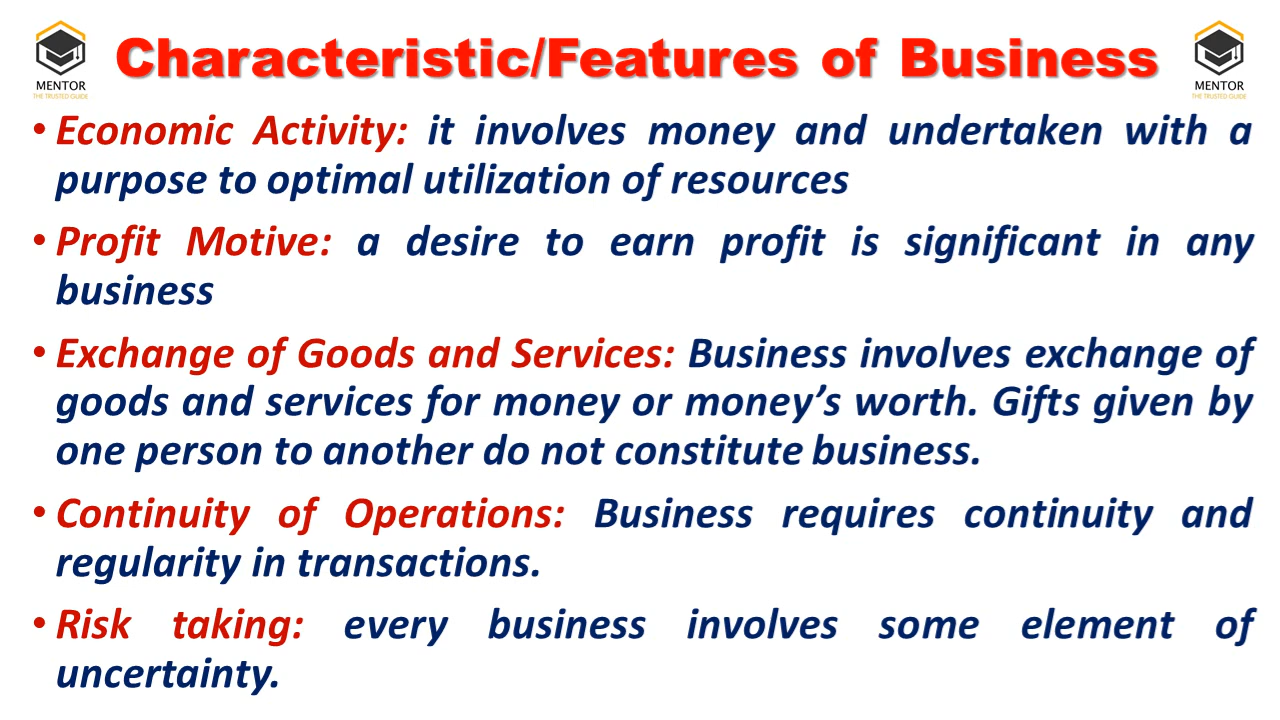 MENTOR
THE TRUSTED GUIDE
Characteristic/Features of Business
MENTOR
THE TRUSTED GUIDE
• Economic Activity: it involves money and undertaken with a
purpose to optimal utilization of resources
• Profit Motive: a desire to earn profit is significant in any
business
• Exchange of Goods and Services: Business involves exchange of
goods and services for money or money’s worth. Gifts given by
one person to another do not constitute business.
• Continuity of Operations: Business requires continuity and
regularity in transactions.
• Risk taking: every business involves some element of
uncertainty.